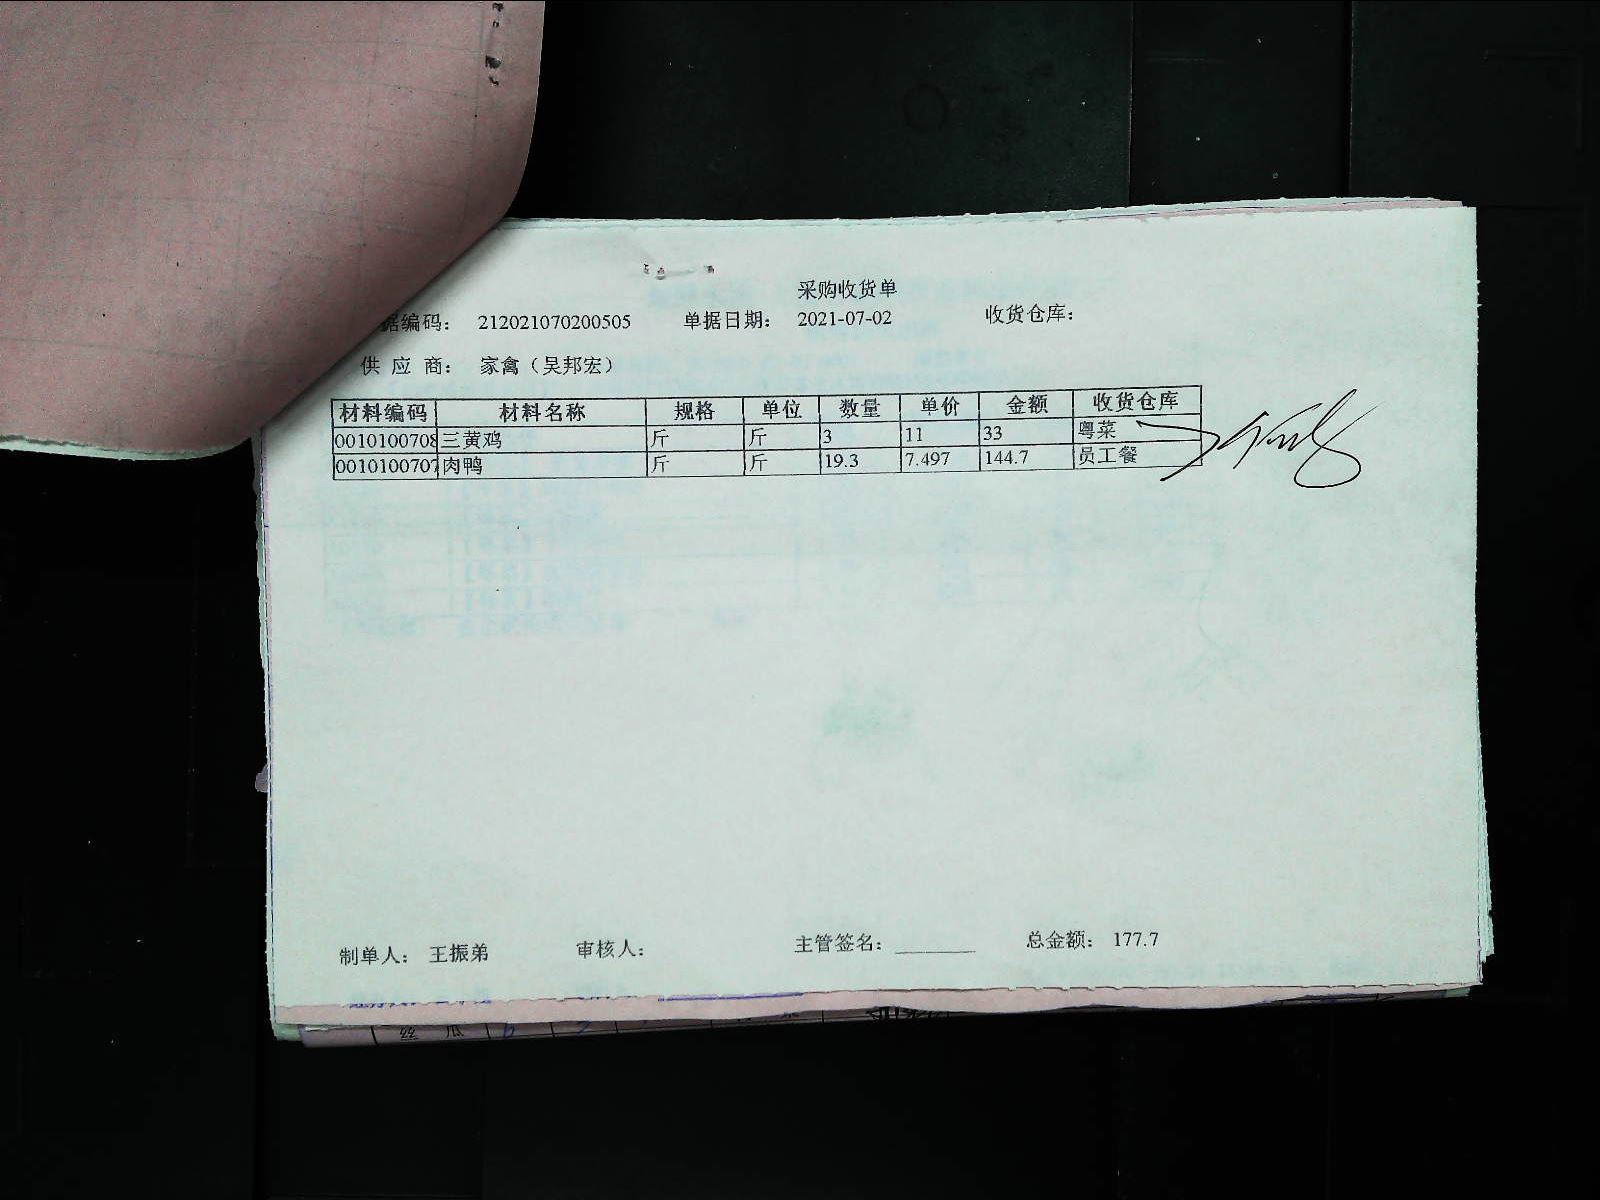 采购收货单
据编码： 212021070200505 单据日期： 2021-07-02 收货仓库：
供 应 商： 家禽（吴邦宏）
材料编码 材料名称 规格 单位 数量 单价 金额 收货仓库
0010100708 三黄鸡 斤 斤 3 11 33 粤菜
0010100707 肉鸭 斤 斤 19.3 7.497 144.7 员工餐
制单人： 王振弟 审核人： 主管签名： 总金额： 177.7
丝 瓜